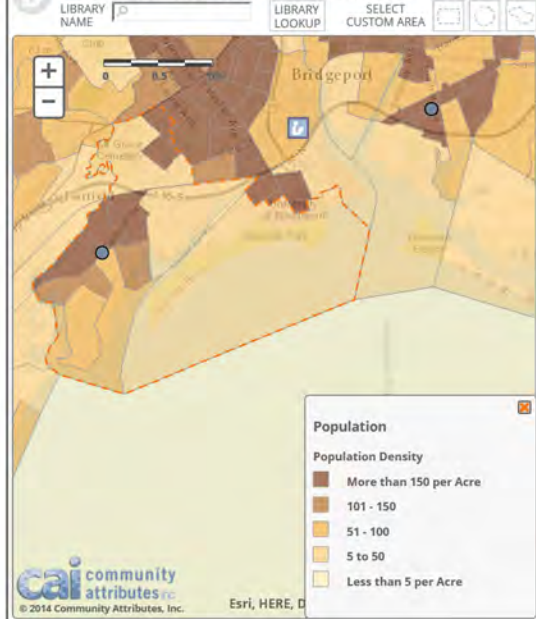 LIBRARY
NAME
LIBRARY
LOOKUP
SELECT
CUSTOM AREA
+
−
0
0.5
Bridgeport
Population
Population Density
More than 150 per Acre
101 - 150
51 - 100
5 to 50
Less than 5 per Acre
cai community
attributes inc
© 2014 Community Attributes, Inc.
Esri, HERE, D